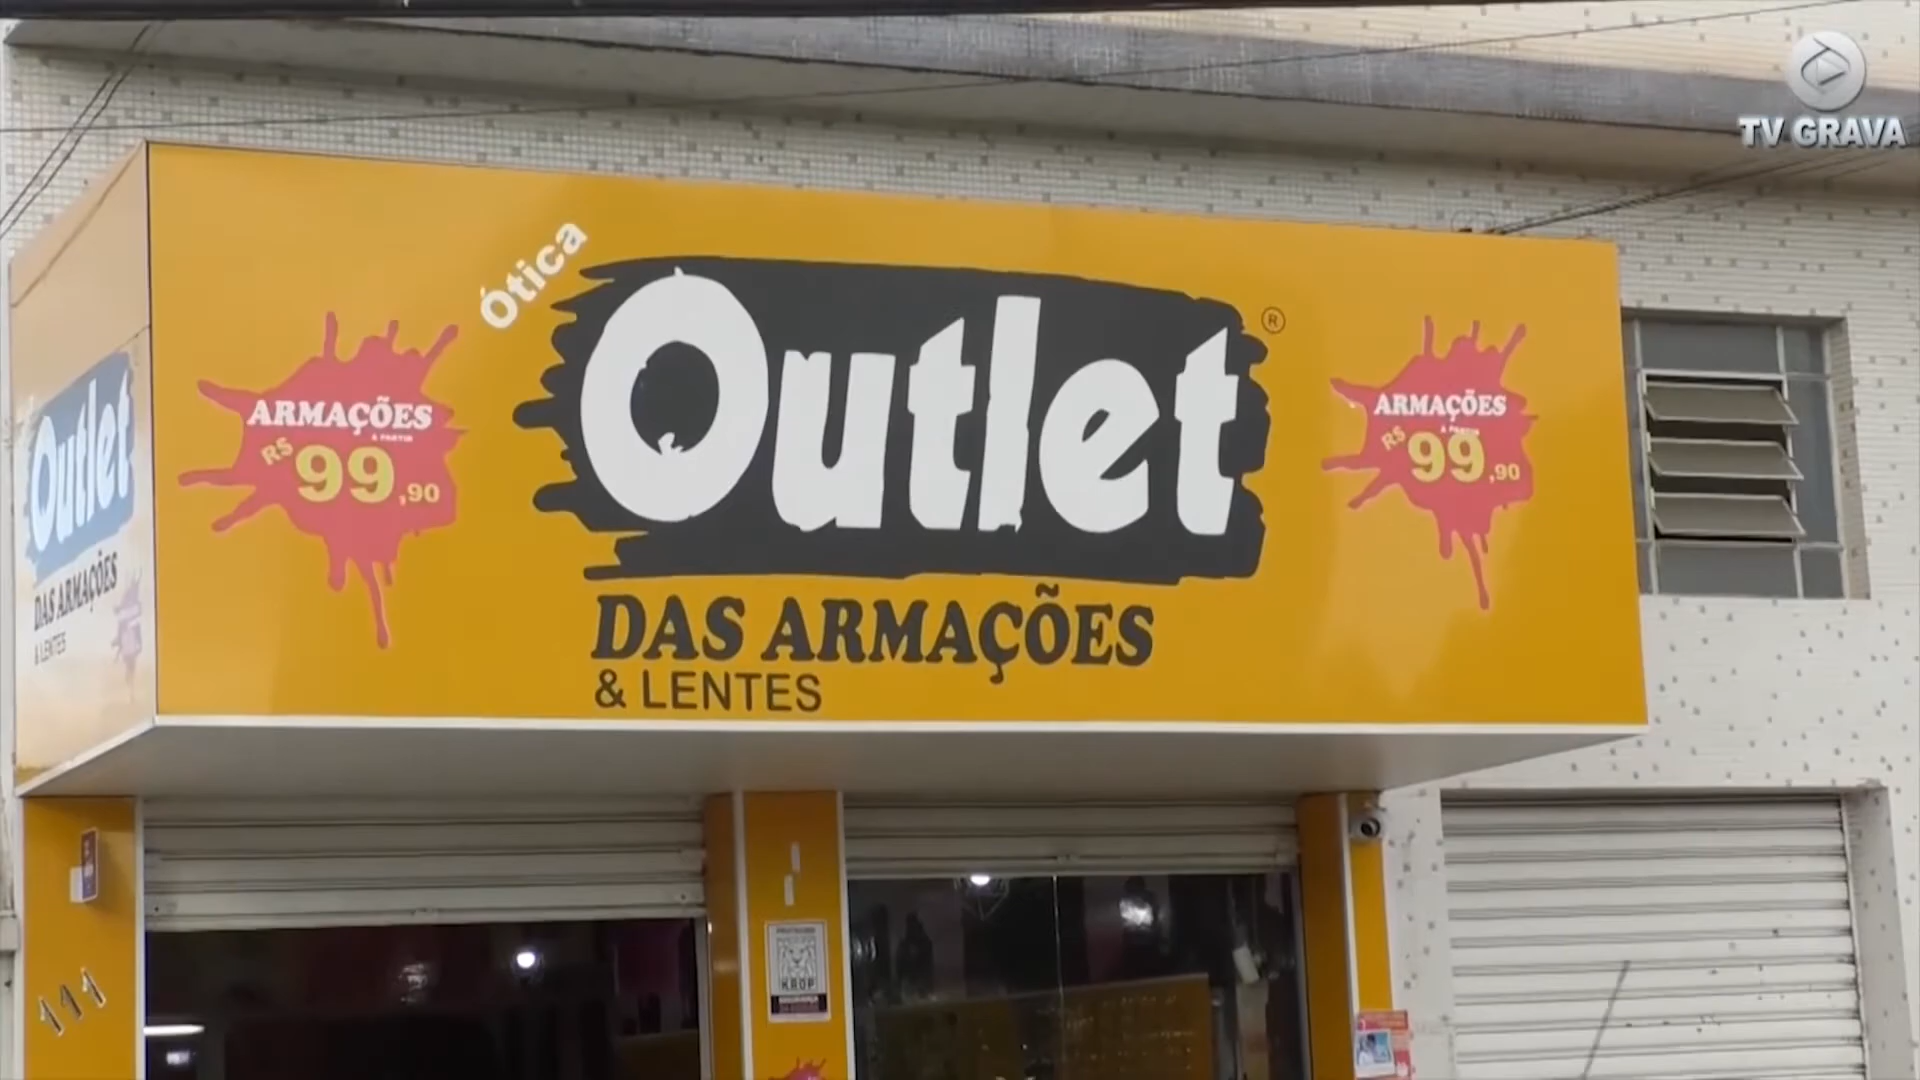 TV GRAVA
Ótica
Outlet
®
DAS ARMAÇÕES
& LENTES
ARMAÇÕES
A PARTIR
R$ 99,90
ARMAÇÕES
A PARTIR
R$ 99,90
Outlet
DAS ARMAÇÕES
& LENTES
111
KROP